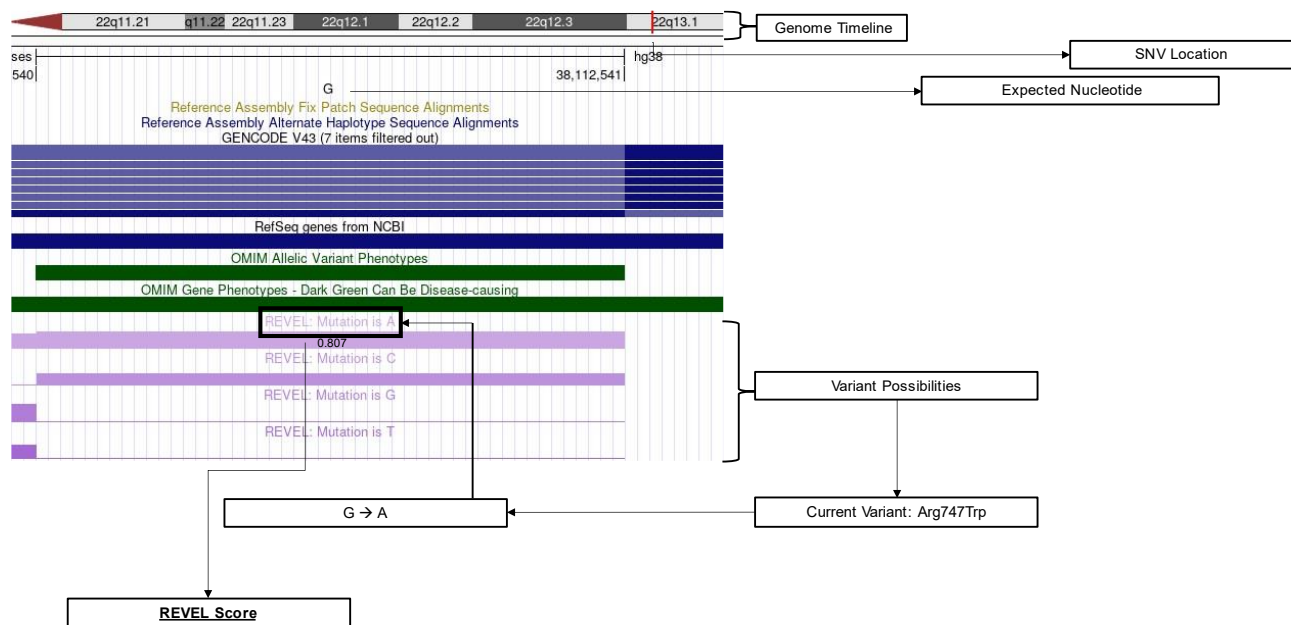 22q11.21 q11.22 22q11.23 22q12.1 22q12.2 22q12.3 22q13.1
Genome Timeline
ses hg38
SNV Location
540 38,112,541
G
Expected Nucleotide
Reference Assembly Fix Patch Sequence Alignments
Reference Assembly Alternate Haplotype Sequence Alignments
GENCODE V43 (7 items filtered out)
RefSeq genes from NCBI
OMIM Allelic Variant Phenotypes
OMIM Gene Phenotypes - Dark Green Can Be Disease-causing
REVEL: Mutation is A
0.807
REVEL: Mutation is C
Variant Possibilities
REVEL: Mutation is G
REVEL: Mutation is T
G → A
Current Variant: Arg747Trp
REVEL Score